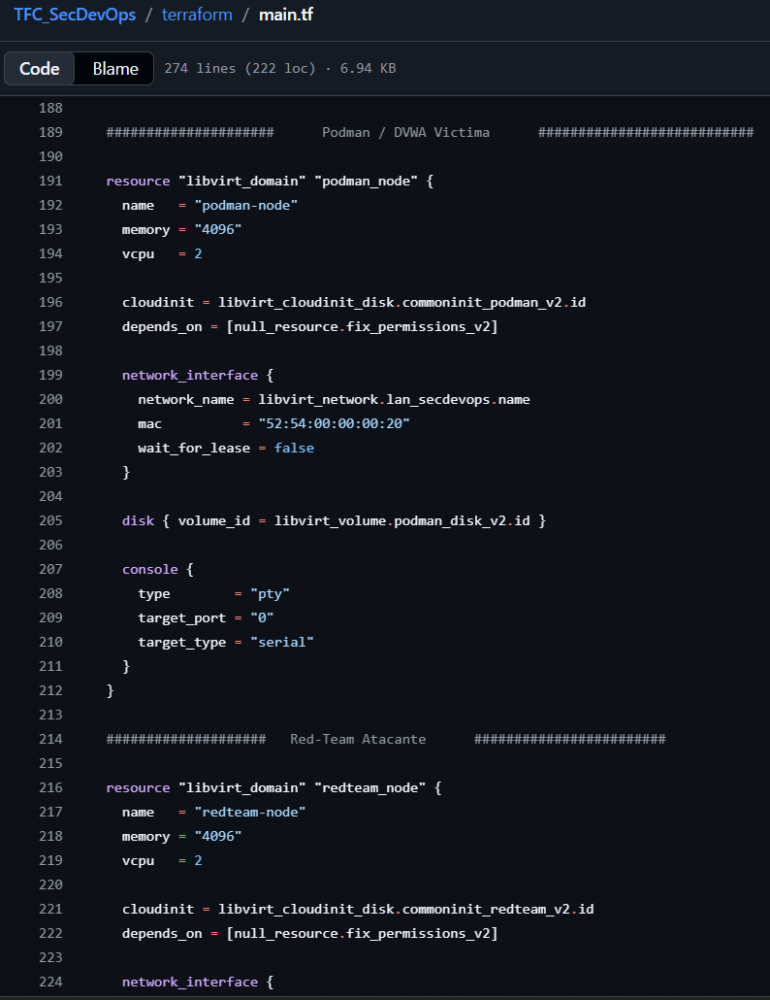 TFC_SecDevOps / terraform / main.tf
Code Blame 274 lines (222 loc) · 6.94 KB
188
189 ##################### Podman / DVWA Victima ###########################
190
191 resource "libvirt_domain" "podman_node" {
192 name = "podman-node"
193 memory = "4096"
194 vcpu = 2
195
196 cloudinit = libvirt_cloudinit_disk.commoninit_podman_v2.id
197 depends_on = [null_resource.fix_permissions_v2]
198
199 network_interface {
200 network_name = libvirt_network.lan_secdevops.name
201 mac = "52:54:00:00:00:20"
202 wait_for_lease = false
203 }
204
205 disk { volume_id = libvirt_volume.podman_disk_v2.id }
206
207 console {
208 type = "pty"
209 target_port = "0"
210 target_type = "serial"
211 }
212 }
213
214 #################### Red-Team Atacante ########################
215
216 resource "libvirt_domain" "redteam_node" {
217 name = "redteam-node"
218 memory = "4096"
219 vcpu = 2
220
221 cloudinit = libvirt_cloudinit_disk.commoninit_redteam_v2.id
222 depends_on = [null_resource.fix_permissions_v2]
223
224 network_interface {